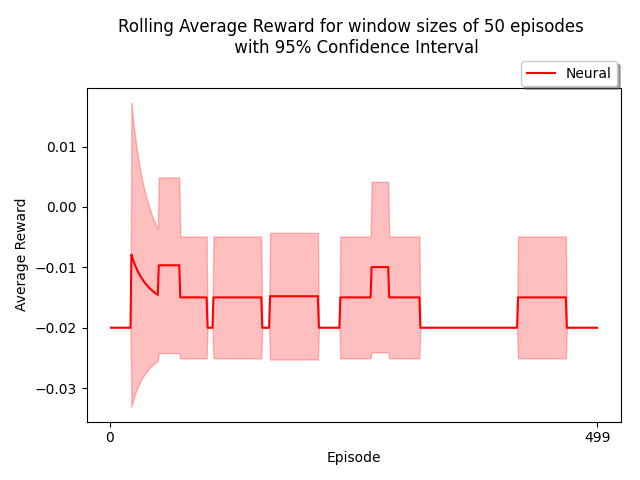 Rolling Average Reward for window sizes of 50 episodes
with 95% Confidence Interval
Neural
Average Reward
0.01
0.00
−0.01
−0.02
−0.03
0
499
Episode